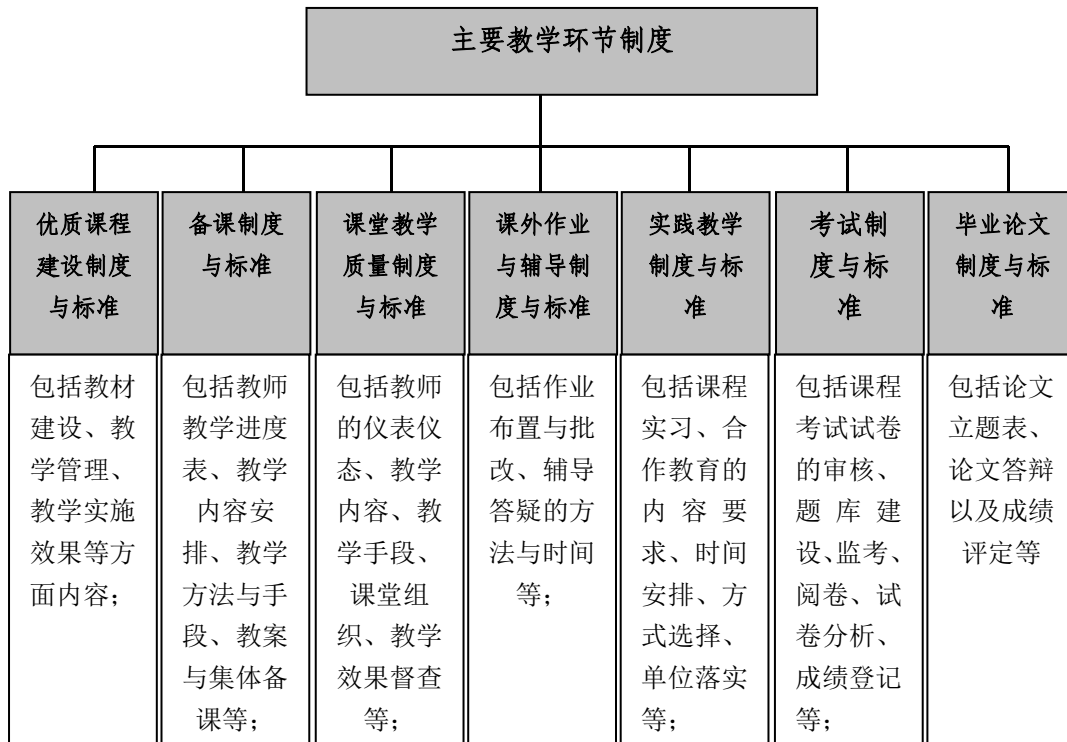 主要教学环节制度
优质课程
建设制度
与标准
备课制度
与标准
课堂教学
质量制度
与标准
课外作业
与辅导制
度与标准
实践教学
制度与标
准
考试制
度与标
准
毕业论文
制度与标
准
包括教材
建设、教
学管理、
教学实施
效果等方
面内容；
包括教师
教学进度
表、教学
内容安
排、教学
方法与手
段、教案
与集体备
课等；
包括教师
的仪表仪
态、教学
内容、教
学手段、
课堂组
织、教学
效果督查
等；
包括作业
布置与批
改、辅导
答疑的方
法与时间
等；
包括课程
实习、合
作教育的
内容要
求、时间
安排、方
式选择、
单位落实
等；
包括课程
考试试卷
的审核、
题库建
设、监考、
阅卷、试
卷分析、
成绩登记
等；
包括论文
立题表、
论文答辩
以及成绩
评定等